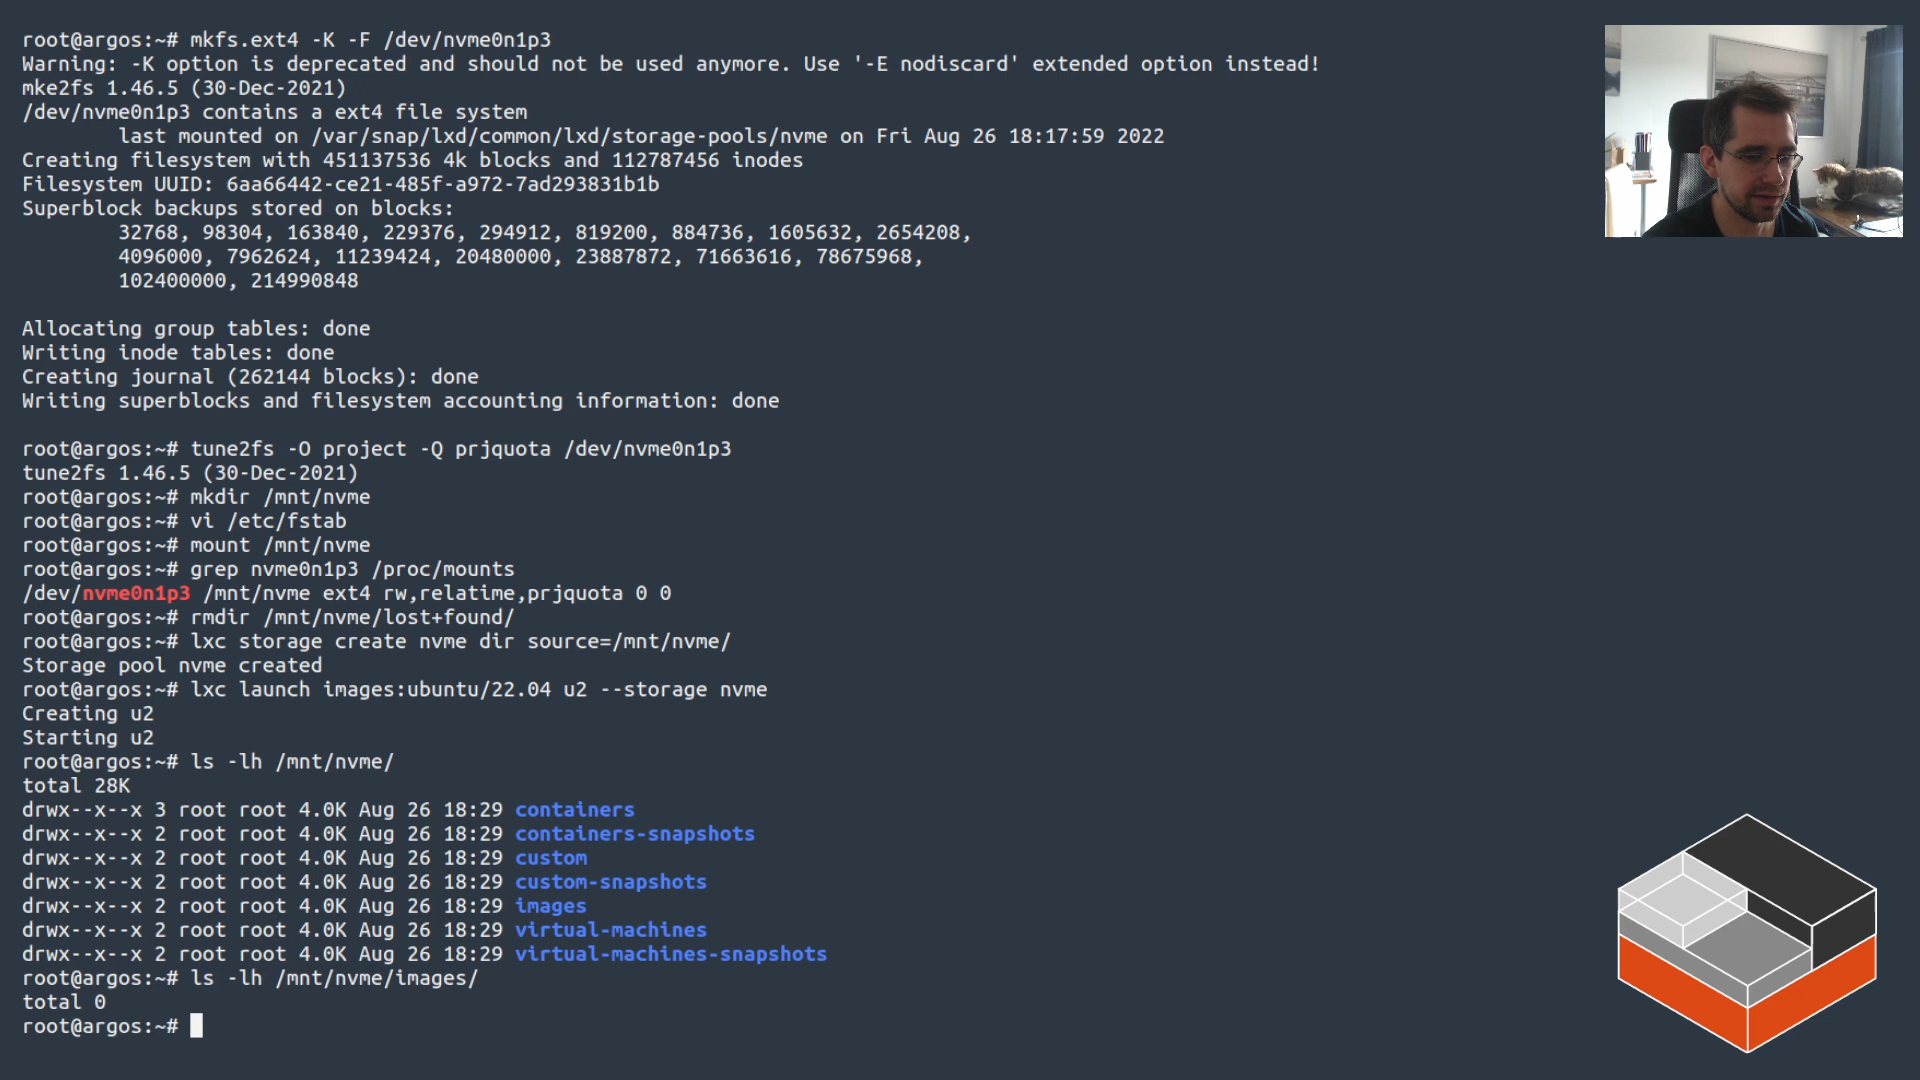 root@argos:~# mkfs.ext4 -K -F /dev/nvme0n1p3
Warning: -K option is deprecated and should not be used anymore. Use '-E nodiscard' extended option instead!
mke2fs 1.46.5 (30-Dec-2021)
/dev/nvme0n1p3 contains a ext4 file system
        last mounted on /var/snap/lxd/common/lxd/storage-pools/nvme on Fri Aug 26 18:17:59 2022
Creating filesystem with 451137536 4k blocks and 112787456 inodes
Filesystem UUID: 6aa66442-ce21-485f-a972-7ad293831b1b
Superblock backups stored on blocks:
        32768, 98304, 163840, 229376, 294912, 819200, 884736, 1605632, 2654208,
        4096000, 7962624, 11239424, 20480000, 23887872, 71663616, 78675968,
        102400000, 214990848
Allocating group tables: done
Writing inode tables: done
Creating journal (262144 blocks): done
Writing superblocks and filesystem accounting information: done
root@argos:~# tune2fs -O project -Q prjquota /dev/nvme0n1p3
tune2fs 1.46.5 (30-Dec-2021)
root@argos:~# mkdir /mnt/nvme
root@argos:~# vi /etc/fstab
root@argos:~# mount /mnt/nvme
root@argos:~# grep nvme0n1p3 /proc/mounts
/dev/nvme0n1p3 /mnt/nvme ext4 rw,relatime,prjquota 0 0
root@argos:~# rmdir /mnt/nvme/lost+found/
root@argos:~# lxc storage create nvme dir source=/mnt/nvme/
Storage pool nvme created
root@argos:~# lxc launch images:ubuntu/22.04 u2 --storage nvme
Creating u2
Starting u2
root@argos:~# ls -lh /mnt/nvme/
total 28K
drwx--x--x 3 root root 4.0K Aug 26 18:29 containers
drwx--x--x 2 root root 4.0K Aug 26 18:29 containers-snapshots
drwx--x--x 2 root root 4.0K Aug 26 18:29 custom
drwx--x--x 2 root root 4.0K Aug 26 18:29 custom-snapshots
drwx--x--x 2 root root 4.0K Aug 26 18:29 images
drwx--x--x 2 root root 4.0K Aug 26 18:29 virtual-machines
drwx--x--x 2 root root 4.0K Aug 26 18:29 virtual-machines-snapshots
root@argos:~# ls -lh /mnt/nvme/images/
total 0
root@argos:~#